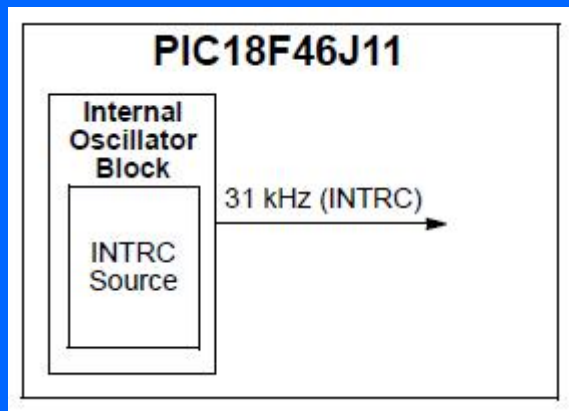 PIC18F46J11
Internal
Oscillator
Block
31 kHz (INTRC)
INTRC
Source